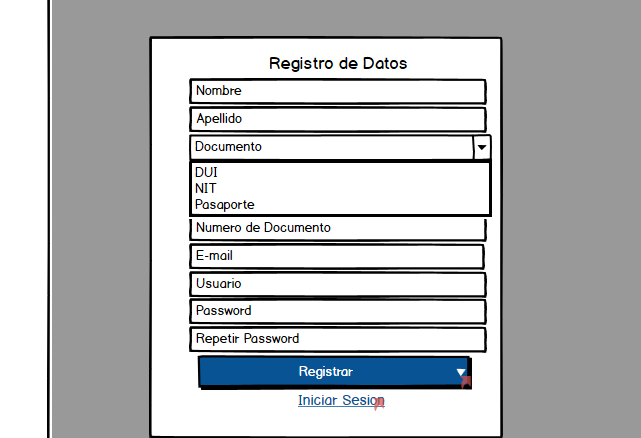 Registro de Datos
Nombre
Apellido
Documento
DUI
NIT
Pasaporte
Numero de Documento
E-mail
Usuario
Password
Repetir Password
Registrar
Iniciar Sesion